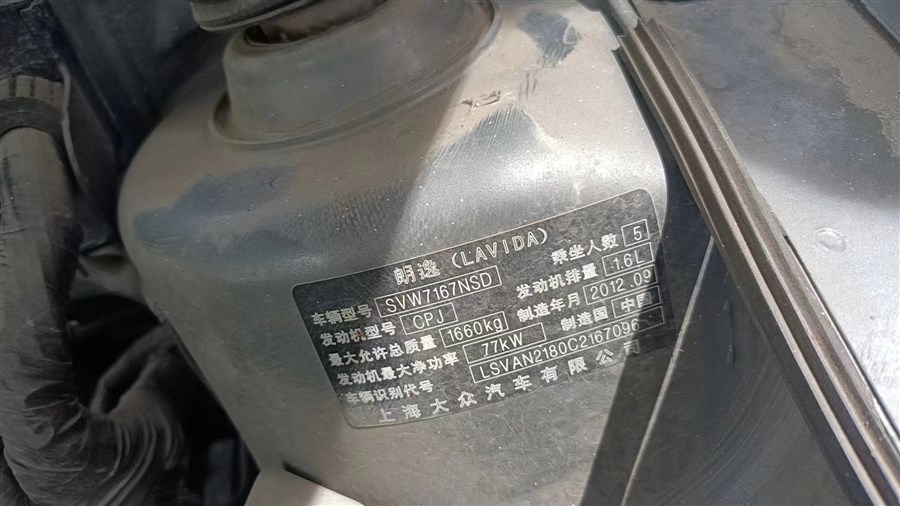 朗逸 (LAVIDA)
车辆型号 SVW7167NSD 乘坐人数 5
发动机型号 CPJ 发动机排量 1.6L
最大允许总质量 1660kg 制造年月 2012.09
发动机最大净功率 77kW 制造国 中国
车辆识别代号 LSVAN2180C2167096
上海大众汽车有限公司